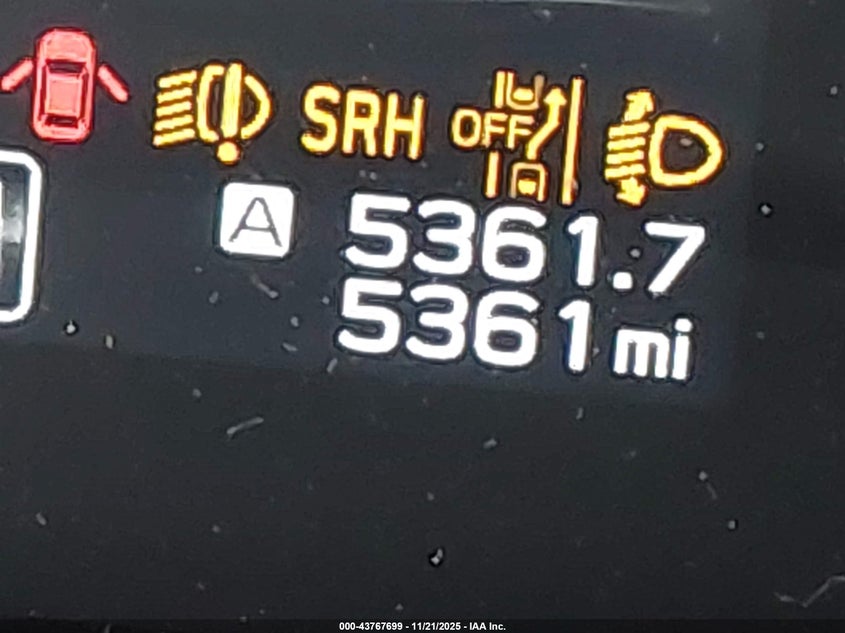 SRH OFF
A 5361.7
5361 mi
000-43767699 - 11/21/2025 - IAA Inc.